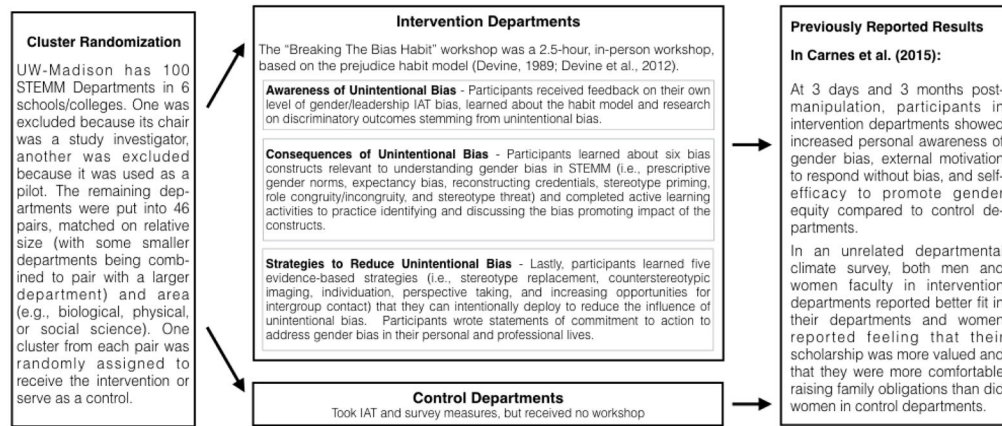 Cluster Randomization
UW-Madison has 100
STEMM Departments in 6
schools/colleges. One was
excluded because its chair
was a study investigator,
another was excluded
because it was used as a
pilot. The remaining dep-
artments were put into 46
pairs, matched on relative
size (with some smaller
departments being comb-
ined to pair with a larger
department) and area
(e.g., biological, physical,
or social science). One
cluster from each pair was
randomly assigned to
receive the intervention or
serve as a control.
Intervention Departments
The “Breaking The Bias Habit” workshop was a 2.5-hour, in-person workshop,
based on the prejudice habit model (Devine, 1989; Devine et al., 2012).
Awareness of Unintentional Bias - Participants received feedback on their own
level of gender/leadership IAT bias, learned about the habit model and research
on discriminatory outcomes stemming from unintentional bias.
Consequences of Unintentional Bias - Participants learned about six bias
constructs relevant to understanding gender bias in STEMM (i.e., prescriptive
gender norms, expectancy bias, reconstructing credentials, stereotype priming,
role congruity/incongruity, and stereotype threat) and completed active learning
activities to practice identifying and discussing the bias promoting impact of the
constructs.
Strategies to Reduce Unintentional Bias - Lastly, participants learned five
evidence-based strategies (i.e., stereotype replacement, counterstereotypic
imaging, individuation, perspective taking, and increasing opportunities for
intergroup contact) that they can intentionally deploy to reduce the influence of
unintentional bias. Participants wrote statements of commitment to action to
address gender bias in their personal and professional lives.
Control Departments
Took IAT and survey measures, but received no workshop
Previously Reported Results
In Carnes et al. (2015):
At 3 days and 3 months post-
manipulation, participants in
intervention departments showed
increased personal awareness of
gender bias, external motivation
to respond without bias, and self-
efficacy to promote gender
equity compared to control de-
partments.
In an unrelated departmental
climate survey, both men and
women faculty in intervention
departments reported better fit in
their departments and women
reported feeling that their
scholarship was more valued and
that they were more comfortable
raising family obligations than did
women in control departments.